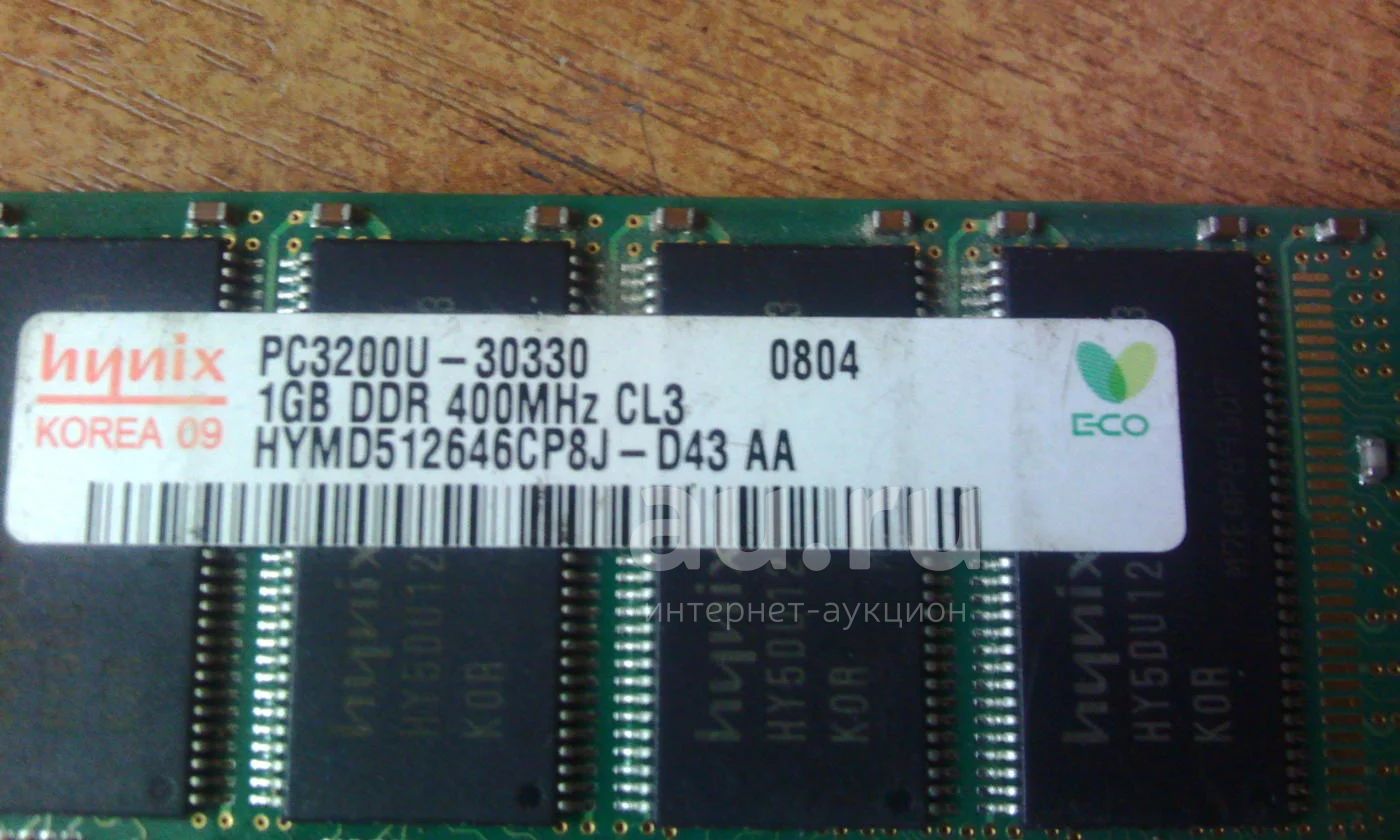 hynix
KOREA 09
PC3200U-30330 0804
1GB DDR 400MHz CL3
HYMD512646CP8J-D43 AA
E-CO
au.ru
интернет-аукцион
hynix
HY5DU12
KOR
hynix
HY5DU12
KOR
hynix
HY5DU12
KOR